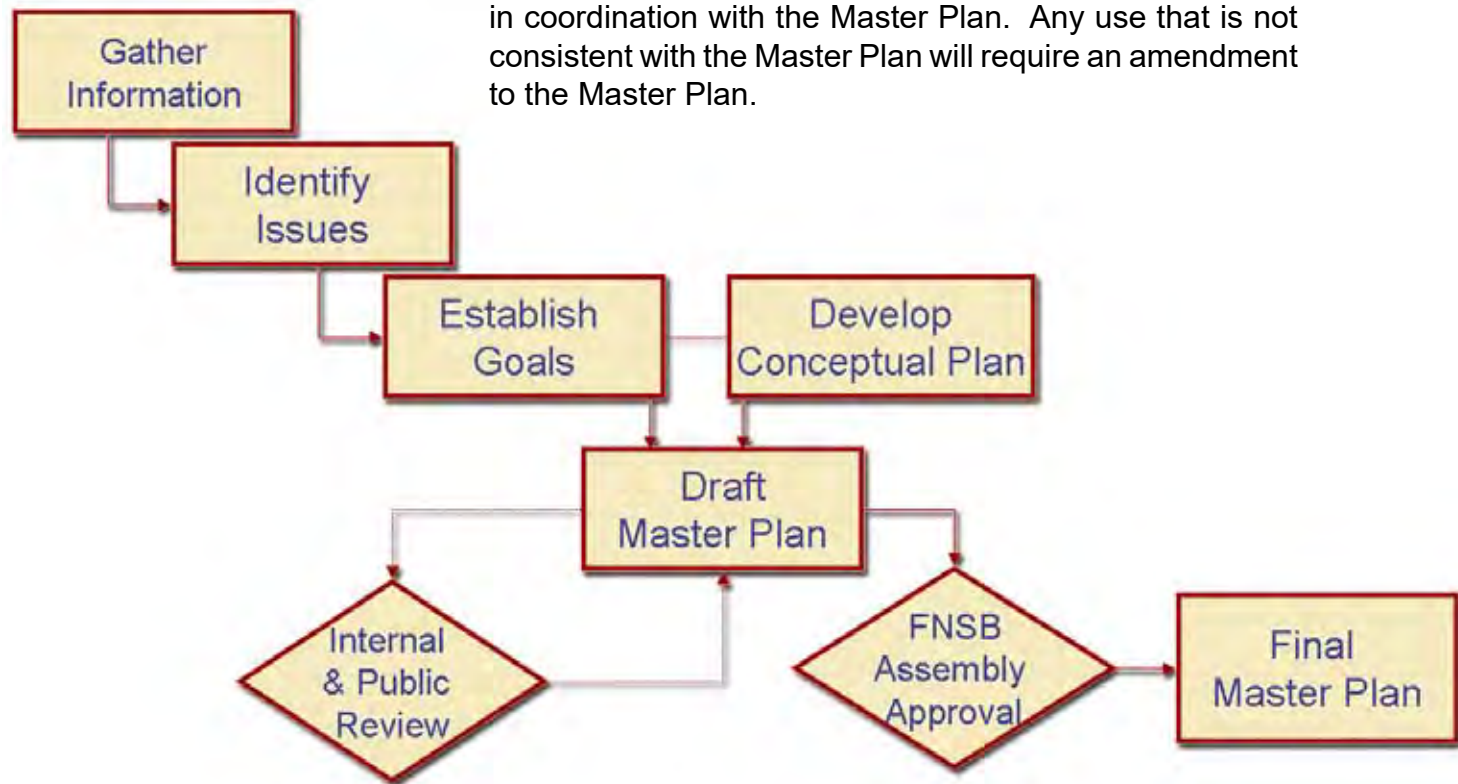 in coordination with the Master Plan.  Any use that is not
consistent with the Master Plan will require an amendment
to the Master Plan.
Gather
Information
Identify
Issues
Establish
Goals
Develop
Conceptual Plan
Draft
Master Plan
Internal
& Public
Review
FNSB
Assembly
Approval
Final
Master Plan